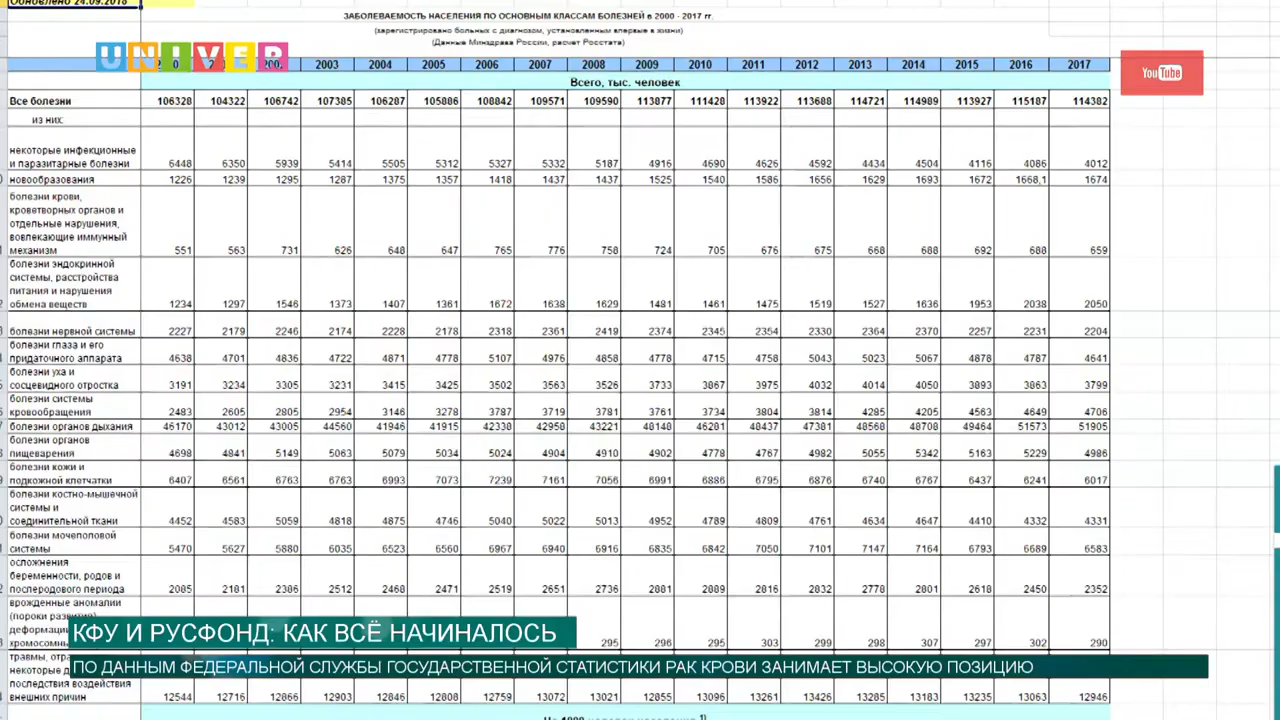 Обновлено 24.09.2018
ЗАБОЛЕВАЕМОСТЬ НАСЕЛЕНИЯ ПО ОСНОВНЫМ КЛАССАМ БОЛЕЗНЕЙ в 2000 - 2017 гг.
(зарегистрировано больных с диагнозом, установленным впервые в жизни)
(Данные Минздрава России, расчет Росстата)
UNIVER
You Tube
2003 2004 2005 2006 2007 2008 2009 2010 2011 2012 2013 2014 2015 2016 2017
Всего, тыс. человек
Все болезни 106328 104322 106742 107385 106287 105886 108842 109571 109590 113877 111428 113922 113688 114721 114989 113927 115187 114382
из них:
некоторые инфекционные
и паразитарные болезни 6448 6350 5939 5414 5505 5312 5327 5332 5187 4916 4690 4626 4592 4434 4504 4116 4086 4012
новообразования 1226 1239 1295 1287 1375 1357 1418 1437 1437 1525 1540 1586 1656 1629 1693 1672 1668,1 1674
болезни крови,
кроветворных органов и
отдельные нарушения,
вовлекающие иммунный
механизм 551 563 731 626 648 647 765 776 758 724 705 676 675 668 688 692 688 659
болезни эндокринной
системы, расстройства
питания и нарушения
обмена веществ 1234 1297 1546 1373 1407 1361 1672 1638 1629 1481 1461 1475 1519 1527 1636 1953 2038 2050
болезни нервной системы 2227 2179 2246 2174 2228 2178 2318 2361 2419 2374 2345 2354 2330 2364 2370 2257 2231 2204
болезни глаза и его
придаточного аппарата 4638 4701 4836 4722 4871 4778 5107 4976 4858 4778 4715 4758 5043 5023 5067 4878 4787 4641
болезни уха и
сосцевидного отростка 3191 3234 3305 3231 3415 3425 3502 3563 3526 3733 3867 3975 4032 4014 4050 3893 3863 3799
болезни системы
кровообращения 2483 2605 2805 2954 3146 3278 3787 3719 3781 3761 3734 3804 3814 4285 4205 4563 4649 4706
болезни органов дыхания 46170 43012 43005 44560 41946 41915 42338 42958 43221 48148 46281 48437 47381 48568 48708 49464 51573 51905
болезни органов
пищеварения 4698 4841 5149 5063 5079 5034 5024 4904 4910 4902 4778 4767 4982 5055 5342 5163 5229 4986
болезни кожи и
подкожной клетчатки 6407 6561 6763 6763 6993 7073 7239 7161 7056 6991 6886 6795 6876 6740 6767 6437 6241 6017
болезни костно-мышечной
системы и
соединительной ткани 4452 4583 5059 4818 4875 4746 5040 5022 5013 4952 4789 4809 4761 4634 4647 4410 4332 4331
болезни мочеполовой
системы 5470 5627 5880 6035 6523 6560 6967 6940 6916 6835 6842 7050 7101 7147 7164 6793 6689 6583
осложнения
беременности, родов и
послеродового периода 2085 2181 2386 2512 2468 2471 2519 2651 2736 2881 2889 2816 2832 2778 2801 2618 2450 2352
врожденные аномалии
(пороки
295 296 295 303 299 298 307 297 302 290
КФУ И РУСФОНД: КАК ВСЁ НАЧИНАЛОСЬ
ПО ДАННЫМ ФЕДЕРАЛЬНОЙ СЛУЖБЫ ГОСУДАРСТВЕННОЙ СТАТИСТИКИ РАК КРОВИ ЗАНИМАЕТ ВЫСОКУЮ ПОЗИЦИЮ
травмы,
некоторые
последствия воздействия
внешних причин 12544 12716 12866 12903 12846 12808 12759 13072 13021 12855 13096 13261 13426 13285 13183 13235 13063 12946